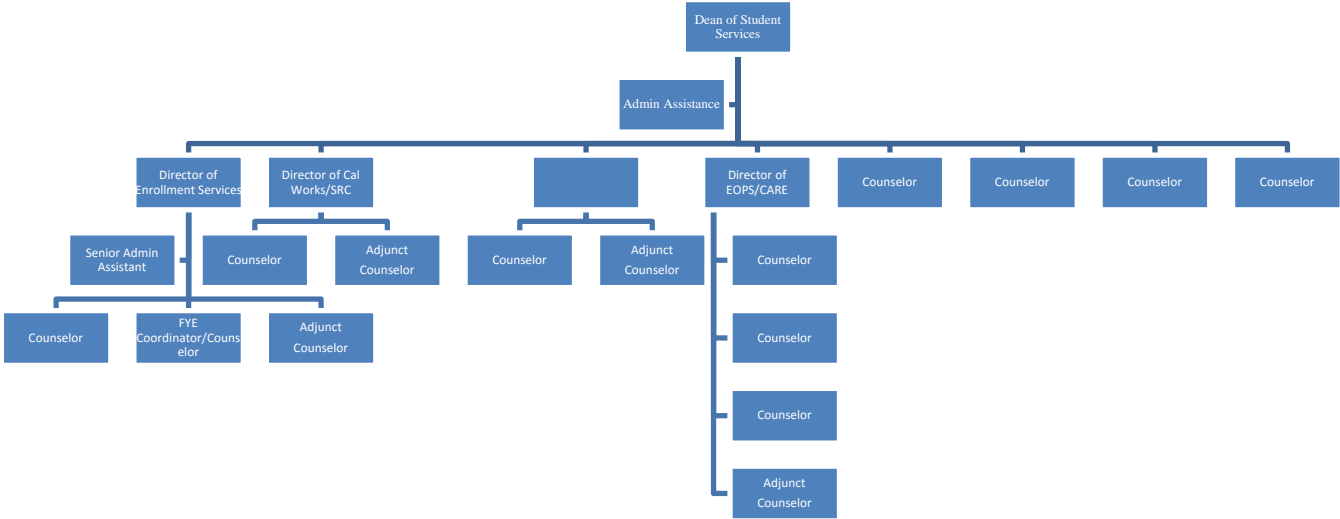 Dean of Student
Services
Admin Assistance
Director of
Enrollment Services
Director of Cal
Works/SRC
Director of
EOPS/CARE
Counselor
Counselor
Counselor
Counselor
Senior Admin
Assistant
Counselor
Adjunct
Counselor
Counselor
Adjunct
Counselor
Counselor
Counselor
FYE
Coordinator/Couns
elor
Adjunct
Counselor
Counselor
Counselor
Adjunct
Counselor